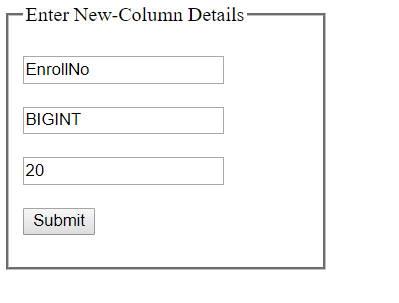 Enter New-Column Details
EnrollNo
BIGINT
20
Submit